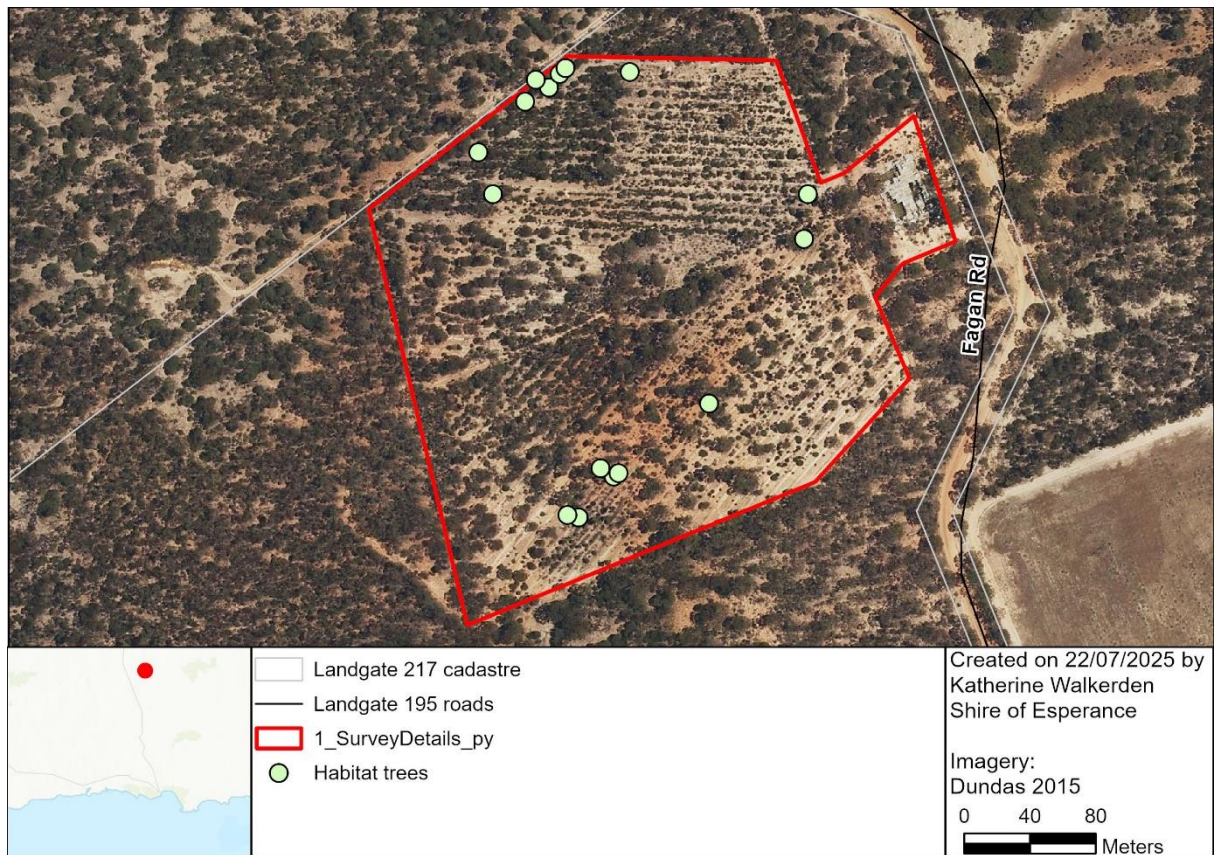 Fagan Rd
Landgate 217 cadastre
Landgate 195 roads
1_SurveyDetails_py
Habitat trees
Created on 22/07/2025 by
Katherine Walkerden
Shire of Esperance
Imagery:
Dundas 2015
0 40 80
Meters